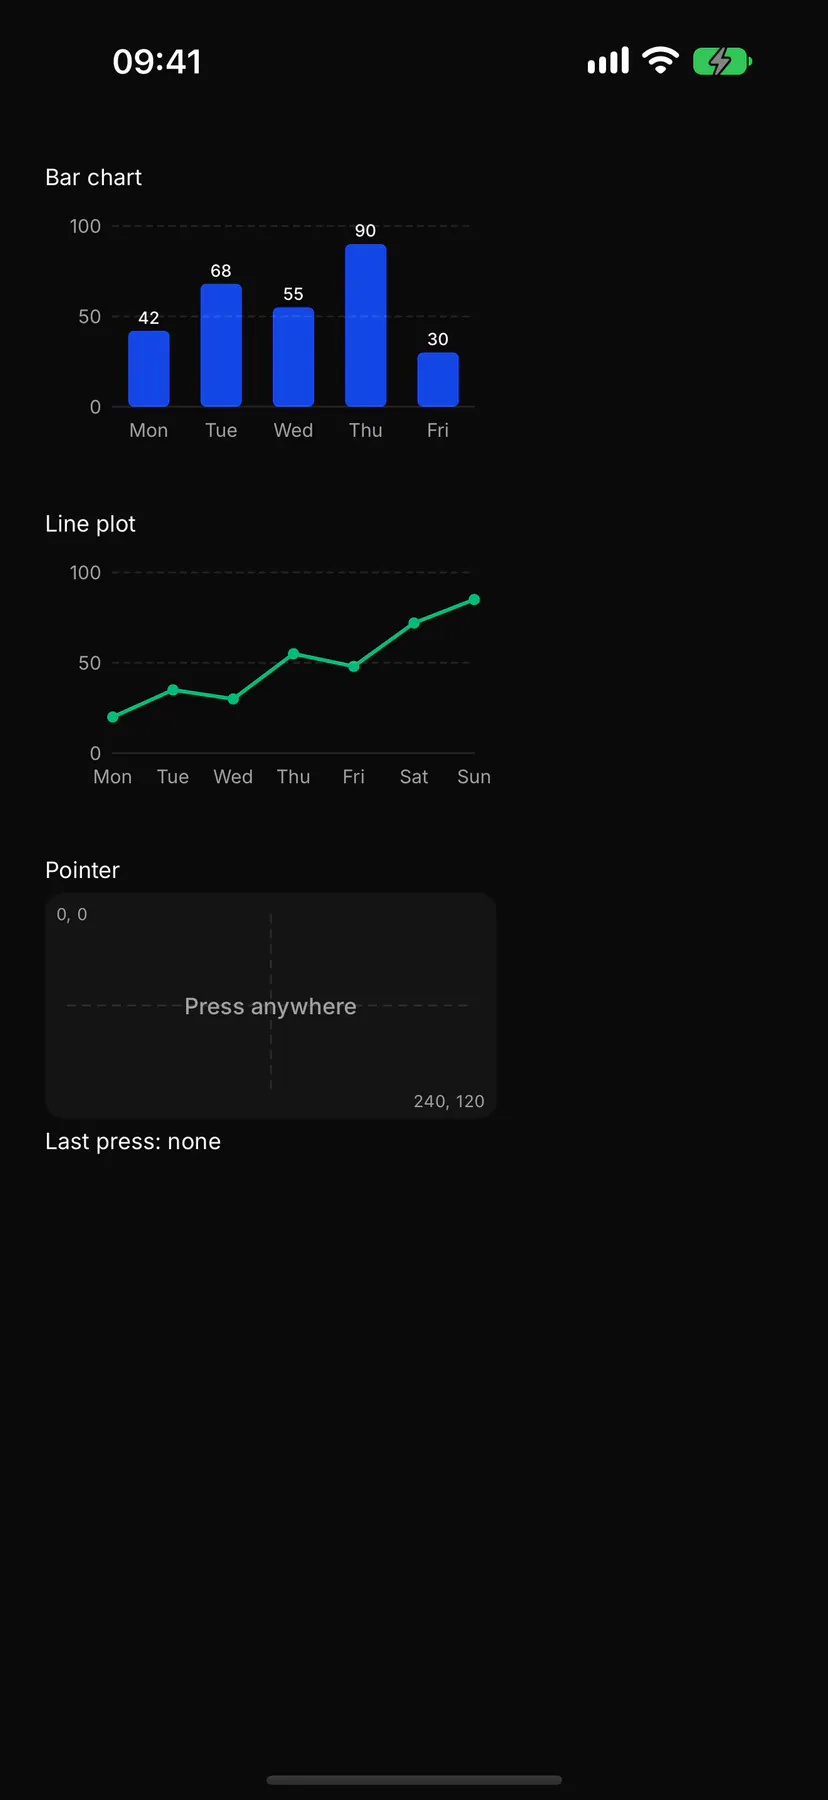 09:41
Bar chart
100
90
68
55
50
42
30
0
Mon Tue Wed Thu Fri
Line plot
100
50
0
Mon Tue Wed Thu Fri Sat Sun
Pointer
0, 0
Press anywhere
240, 120
Last press: none